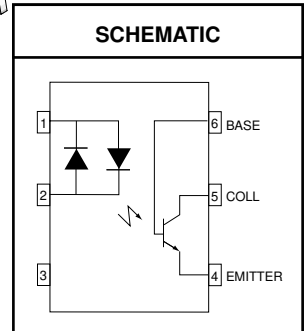 SCHEMATIC
1
6 BASE
2
5 COLL
3
4 EMITTER